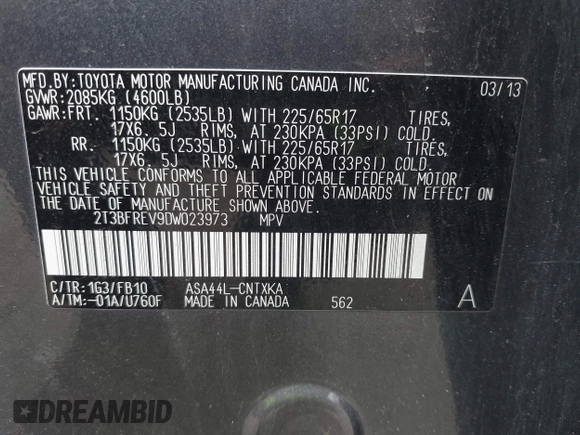 MFD.BY:TOYOTA MOTOR MANUFACTURING CANADA INC. 03/13
GVWR:2085KG (4600LB)
GAWR:FRT. 1150KG (2535LB) WITH 225/65R17 TIRES,
17X6. 5J RIMS, AT 230KPA (33PSI) COLD.
RR. 1150KG (2535LB) WITH 225/65R17 TIRES,
17X6. 5J RIMS, AT 230KPA (33PSI) COLD.
THIS VEHICLE CONFORMS TO ALL APPLICABLE FEDERAL MOTOR
VEHICLE SAFETY AND THEFT PREVENTION STANDARDS IN EFFECT ON
THE DATE OF MANUFACTURE SHOWN ABOVE.
2T3BFREV9DW023973 MPV
C/TR:1G3/FB10 ASA44L-CNTXKA
A/TM:-01A/U760F MADE IN CANADA 562 A
DREAMBID